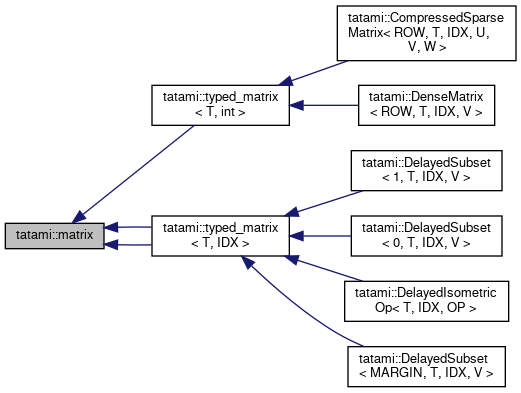 tatami::matrix
tatami::typed_matrix
< T, int >
tatami::typed_matrix
< T, IDX >
tatami::CompressedSparse
Matrix< ROW, T, IDX, U,
V, W >
tatami::DenseMatrix
< ROW, T, IDX, V >
tatami::DelayedSubset
< 1, T, IDX, V >
tatami::DelayedSubset
< 0, T, IDX, V >
tatami::DelayedIsometric
Op< T, IDX, OP >
tatami::DelayedSubset
< MARGIN, T, IDX, V >